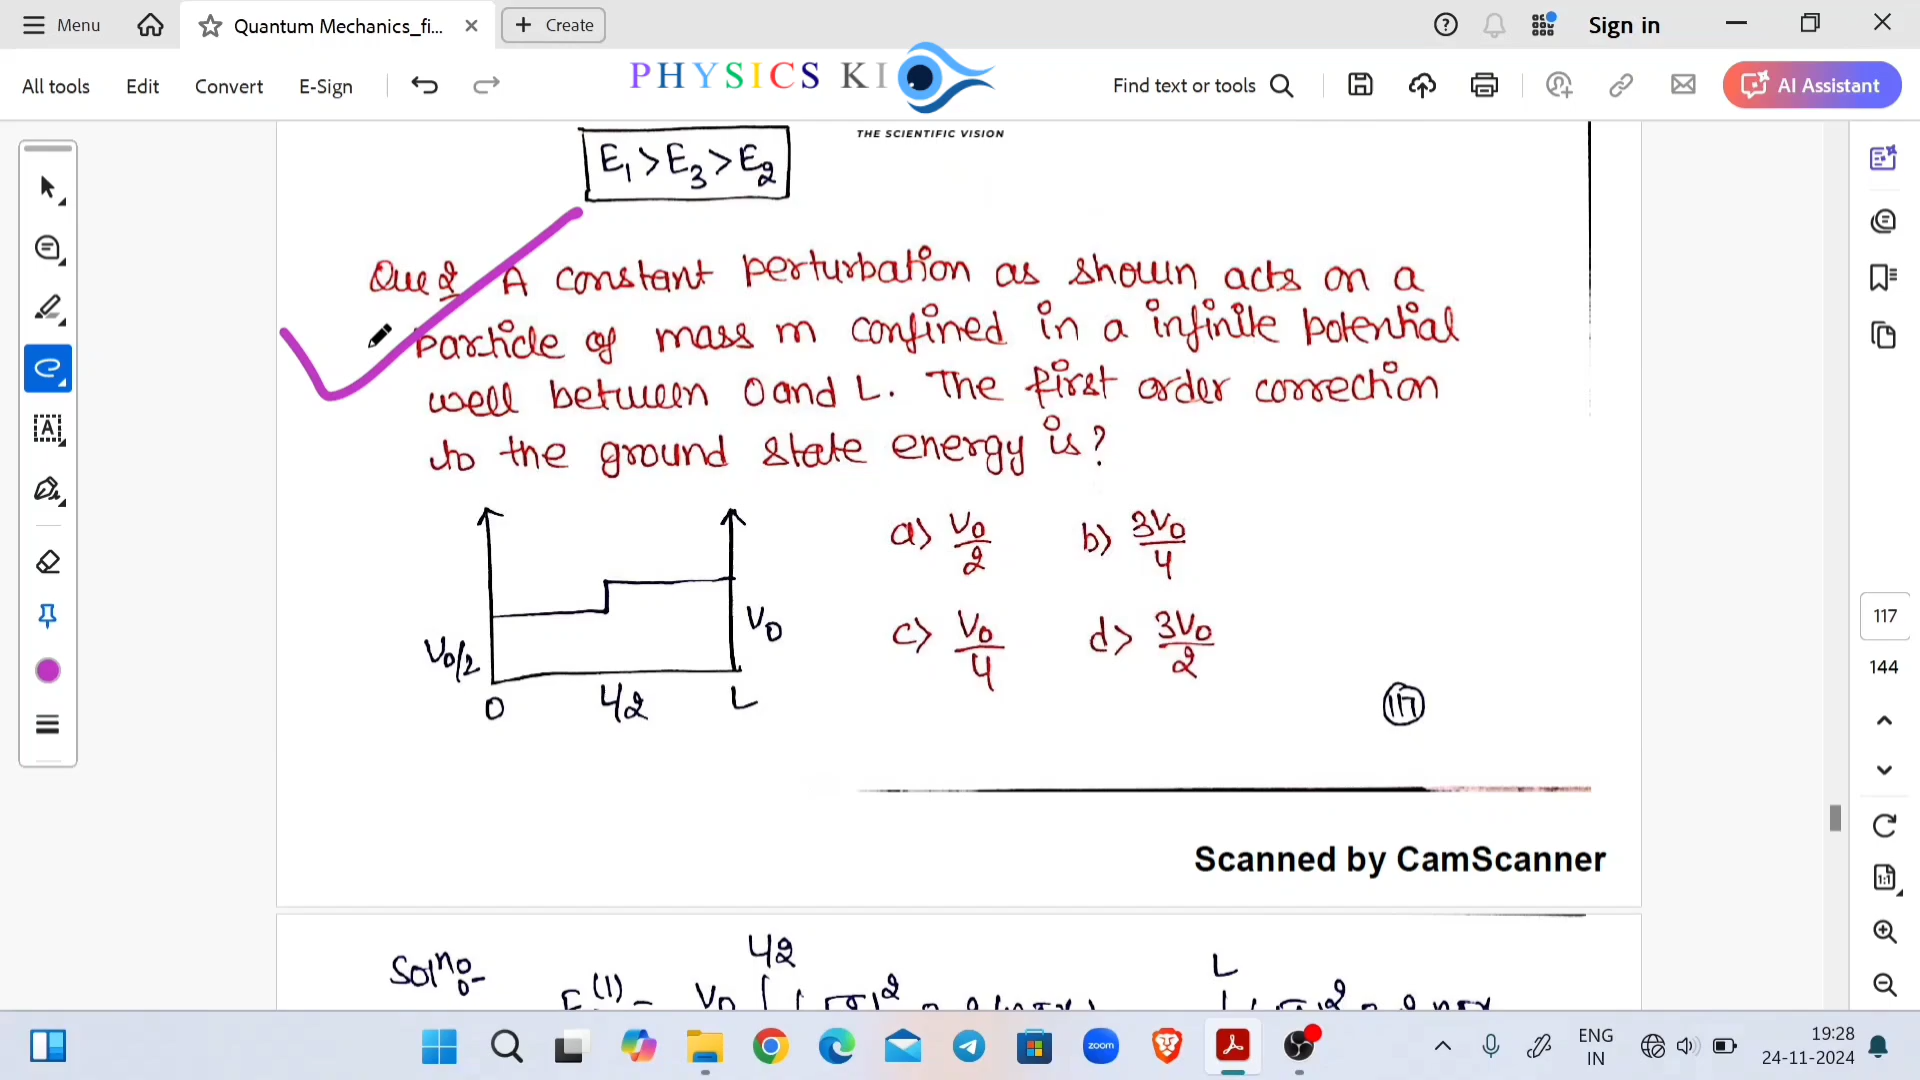 Menu
Quantum Mechanics_fi...
Create
Sign in
All tools
Edit
Convert
E-Sign
PHYSICS KI
THE SCIENTIFIC VISION
Find text or tools
AI Assistant
E1 > E3 > E2
Que 2 A constant perturbation as shown acts on a
particle of mass m confined in a infinite potential
well between 0 and L. The first order correction
to the ground state energy is?
V0/2
V0
0
L/2
L
a) V0/2
b) 3V0/4
c) V0/4
d) 3V0/2
117
Scanned by CamScanner
117
144
Soln:-
L/2
L
zoom
ENG
IN
19:28
24-11-2024